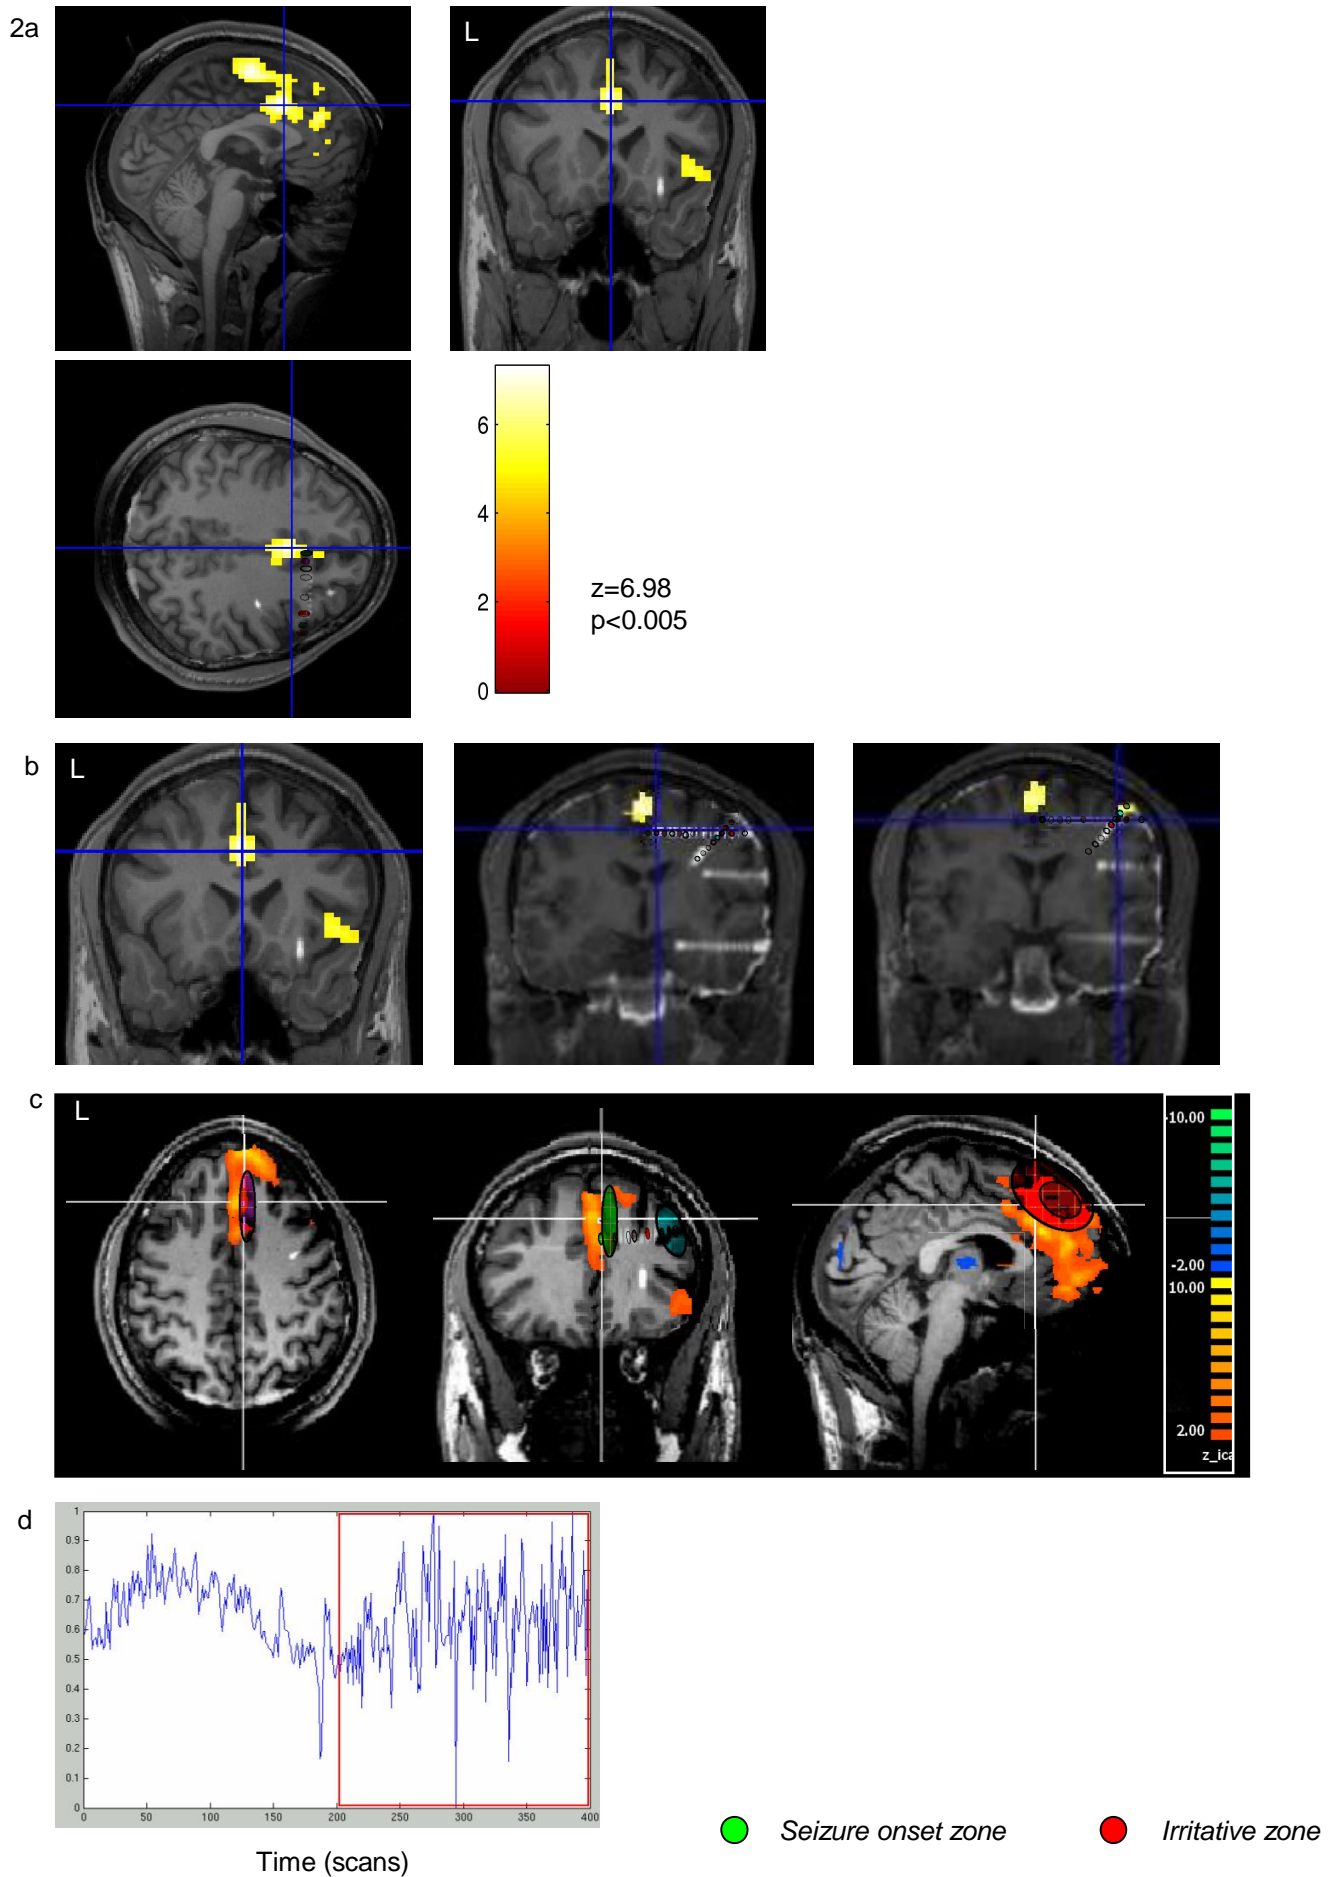 2a
L
6
4
2
0
z=6.98
p<0.005
b
L
c
L
-10.00
-2.00
10.00
2.00
z_ica
d
1
0.9
0.8
0.7
0.6
0.5
0.4
0.3
0.2
0.1
0
0 50 100 150 200 250 300 350 400
Time (scans)
Seizure onset zone
Irritative zone